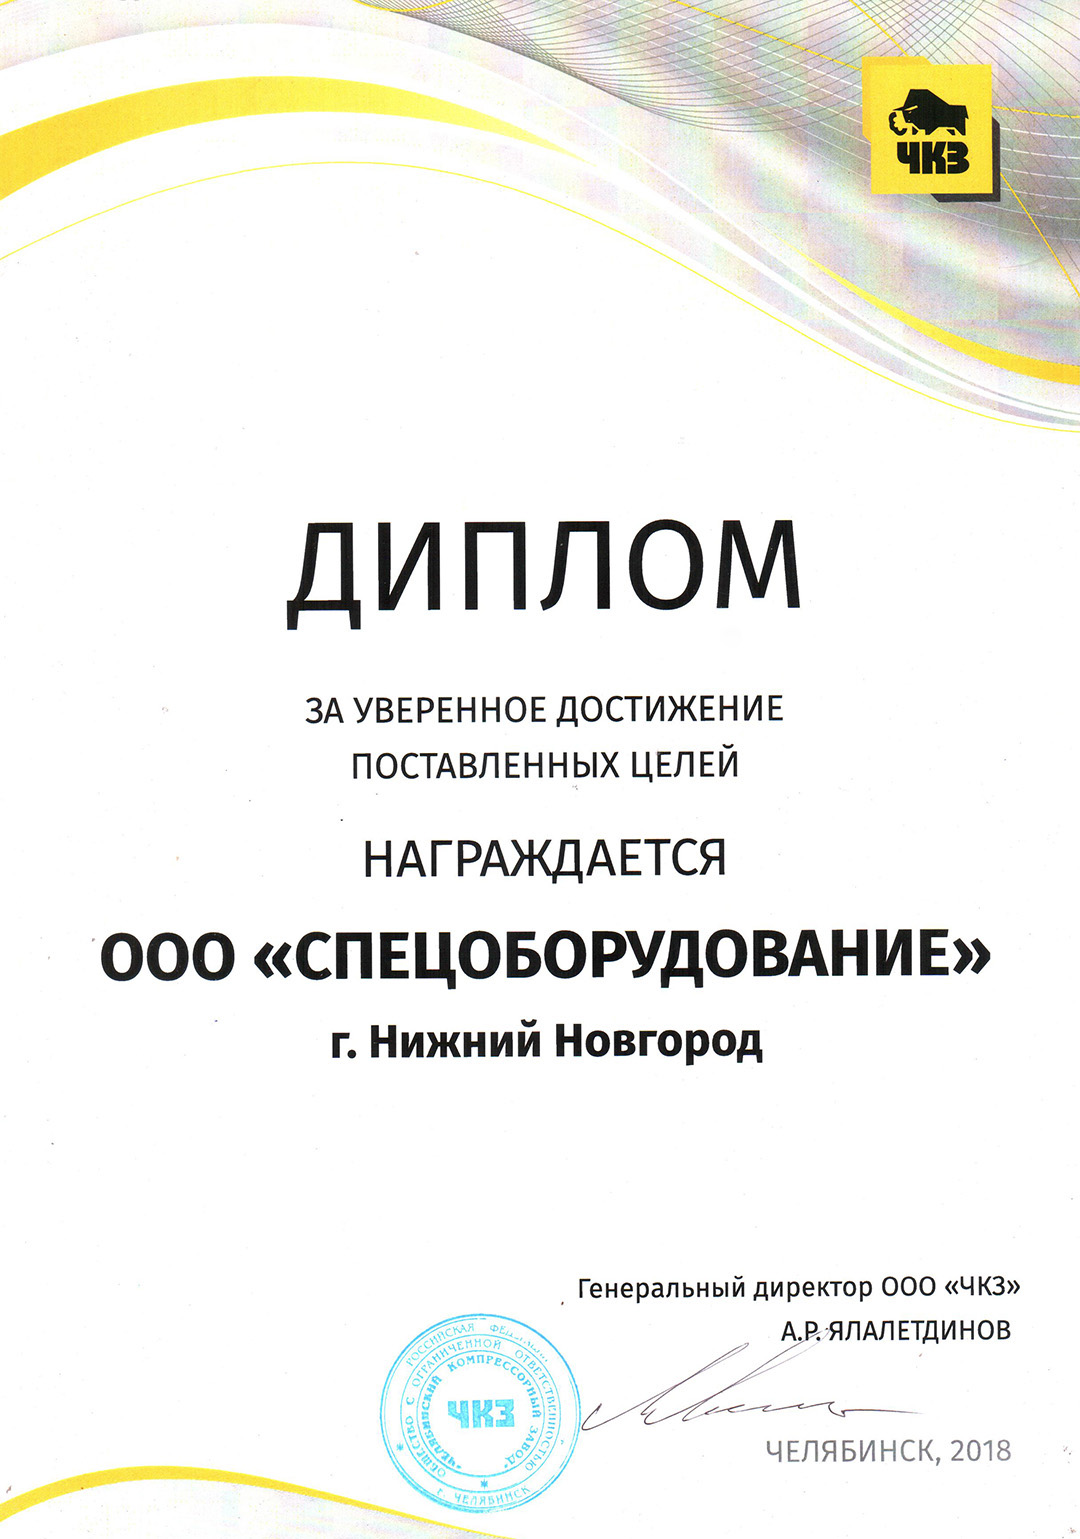 ЧКЗ
ДИПЛОМ
ЗА УВЕРЕННОЕ ДОСТИЖЕНИЕ
ПОСТАВЛЕННЫХ ЦЕЛЕЙ
НАГРАЖДАЕТСЯ
ООО «СПЕЦОБОРУДОВАНИЕ»
г. Нижний Новгород
Генеральный директор ООО «ЧКЗ»
А.Р. ЯЛАЛЕТДИНОВ
РОССИЙСКАЯ
ОБЩЕСТВО С ОГРАНИЧЕННОЙ ОТВЕТСТВЕННОСТЬЮ
"ЧЕЛЯБИНСКИЙ КОМПРЕССОРНЫЙ ЗАВОД"
ЧКЗ
г. ЧЕЛЯБИНСК
ЧЕЛЯБИНСК, 2018